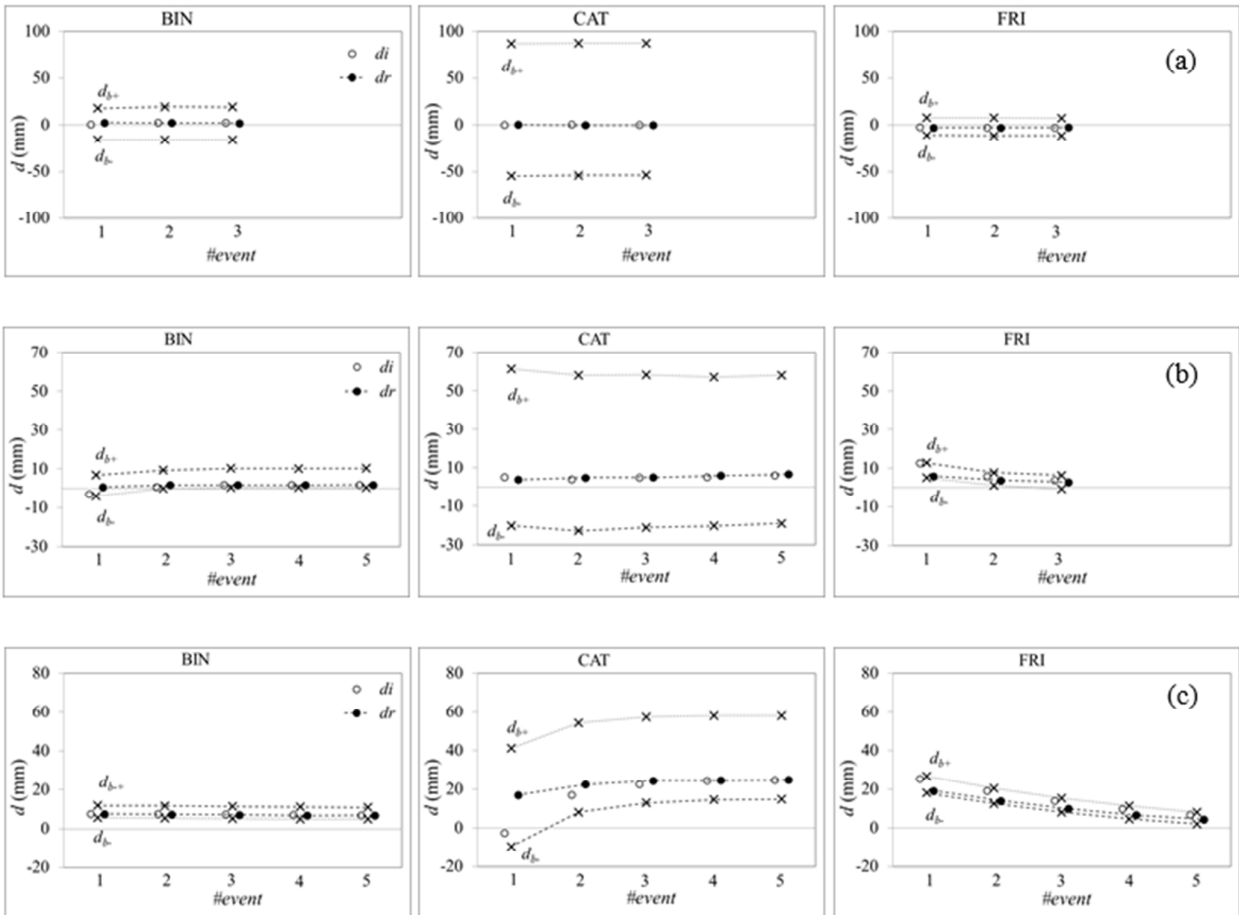 BIN
100
50
0
-50
-100
d (mm)
di
dr
db+
db-
1 2 3
#event
CAT
100
50
0
-50
-100
d (mm)
db+
db-
1 2 3
#event
FRI
(a)
100
50
0
-50
-100
d (mm)
db+
db-
1 2 3
#event
BIN
70
50
30
10
-10
-30
d (mm)
di
dr
db+
db-
1 2 3 4 5
#event
CAT
70
50
30
10
-10
-30
d (mm)
db+
db-
1 2 3 4 5
#event
FRI
(b)
70
50
30
10
-10
-30
d (mm)
db+
db-
1 2 3
#event
BIN
80
60
40
20
0
-20
d (mm)
di
dr
db-+
db-
1 2 3 4 5
#event
CAT
80
60
40
20
0
-20
d (mm)
db+
db-
1 2 3 4 5
#event
FRI
(c)
80
60
40
20
0
-20
d (mm)
db+
db-
1 2 3 4 5
#event